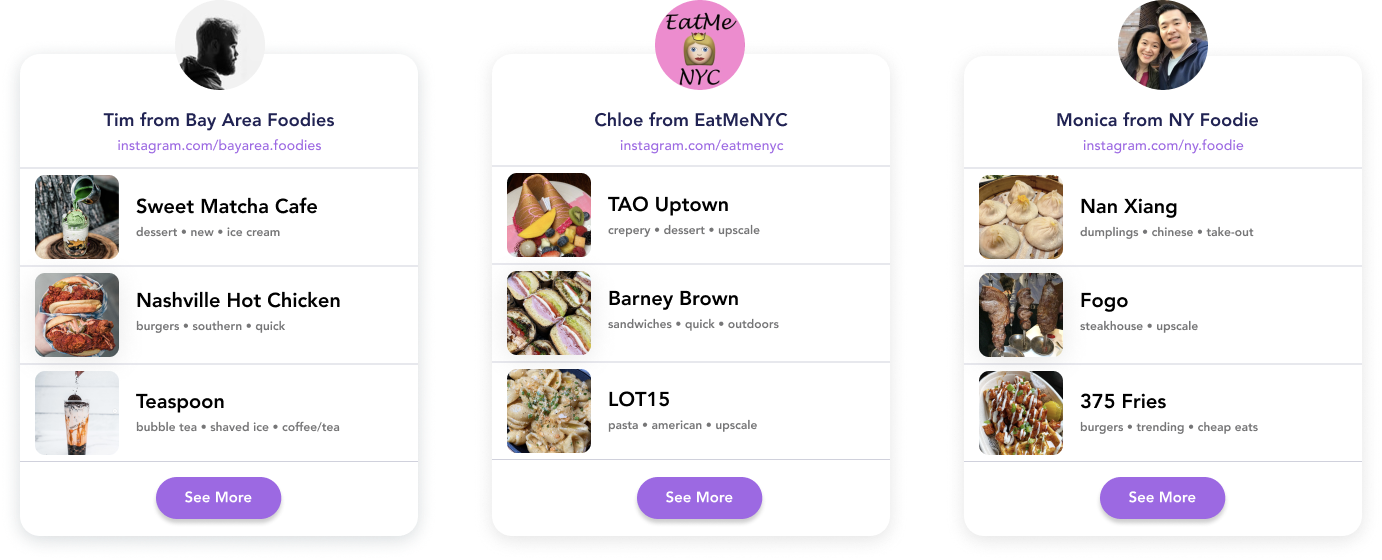 EatMe
NYC
Tim from Bay Area Foodies
instagram.com/bayarea.foodies
Sweet Matcha Cafe
dessert • new • ice cream
Nashville Hot Chicken
burgers • southern • quick
Teaspoon
bubble tea • shaved ice • coffee/tea
See More
Chloe from EatMeNYC
instagram.com/eatmenyc
TAO Uptown
crepery • dessert • upscale
Barney Brown
sandwiches • quick • outdoors
LOT15
pasta • american • upscale
See More
Monica from NY Foodie
instagram.com/ny.foodie
Nan Xiang
dumplings • chinese • take-out
Fogo
steakhouse • upscale
375 Fries
burgers • trending • cheap eats
See More